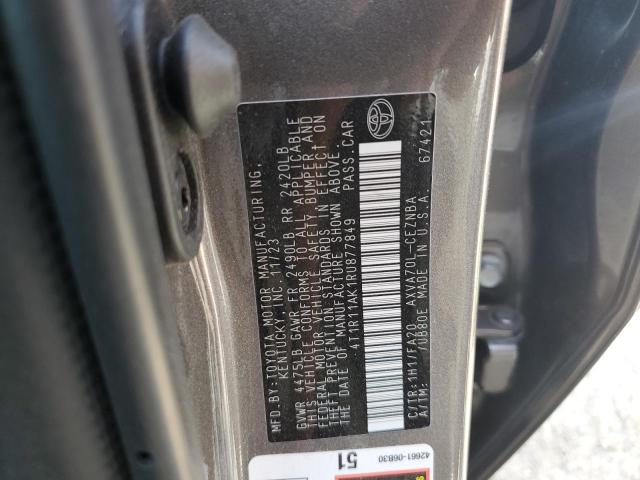 MFD.BY:TOYOTA MOTOR MANUFACTURING,
KENTUCKY, INC. 11/23
GVWR 4475LB GAWR FR 2490LB RR 2420LB
THIS VEHICLE CONFORMS TO ALL APPLICABLE
FEDERAL MOTOR VEHICLE SAFETY, BUMPER, AND
THEFT PREVENTION STANDARDS IN EFFECT ON
THE DATE OF MANUFACTURE SHOWN ABOVE.
4T1R11AK1RU877849 PASS.CAR
C/TR:1H1/FA20 AXVA70L-CEZNBA
A/TM: -/UB80E MADE IN U.S.A. 67421
42661-06B30
51